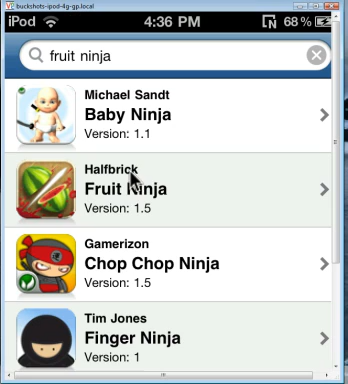 buckshots-ipod-4g-gp.local
iPod 4:36 PM 68%
fruit ninja
Michael Sandt
Baby Ninja
Version: 1.1
Halfbrick
Fruit Ninja
Version: 1.5
Gamerizon
Chop Chop Ninja
Version: 1.5
Tim Jones
Finger Ninja
Version: 1